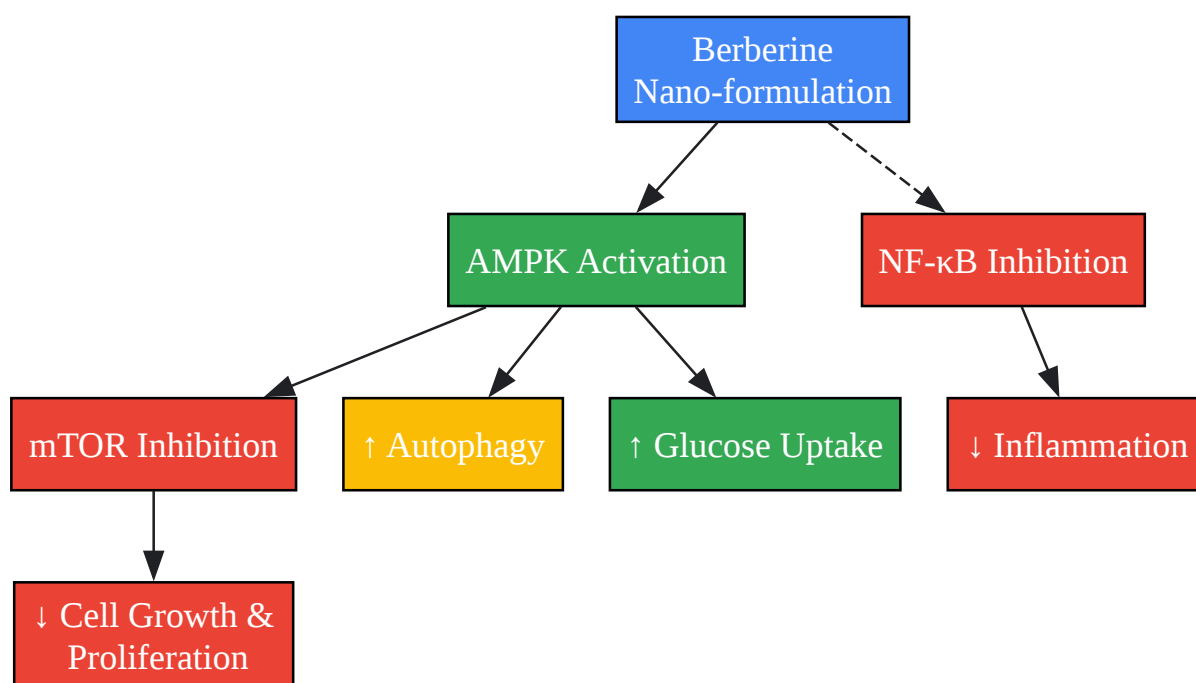 Berberine
Nano-formulation
AMPK Activation
NF-κB Inhibition
mTOR Inhibition
↑ Autophagy
↑ Glucose Uptake
↓ Inflammation
↓ Cell Growth &
Proliferation